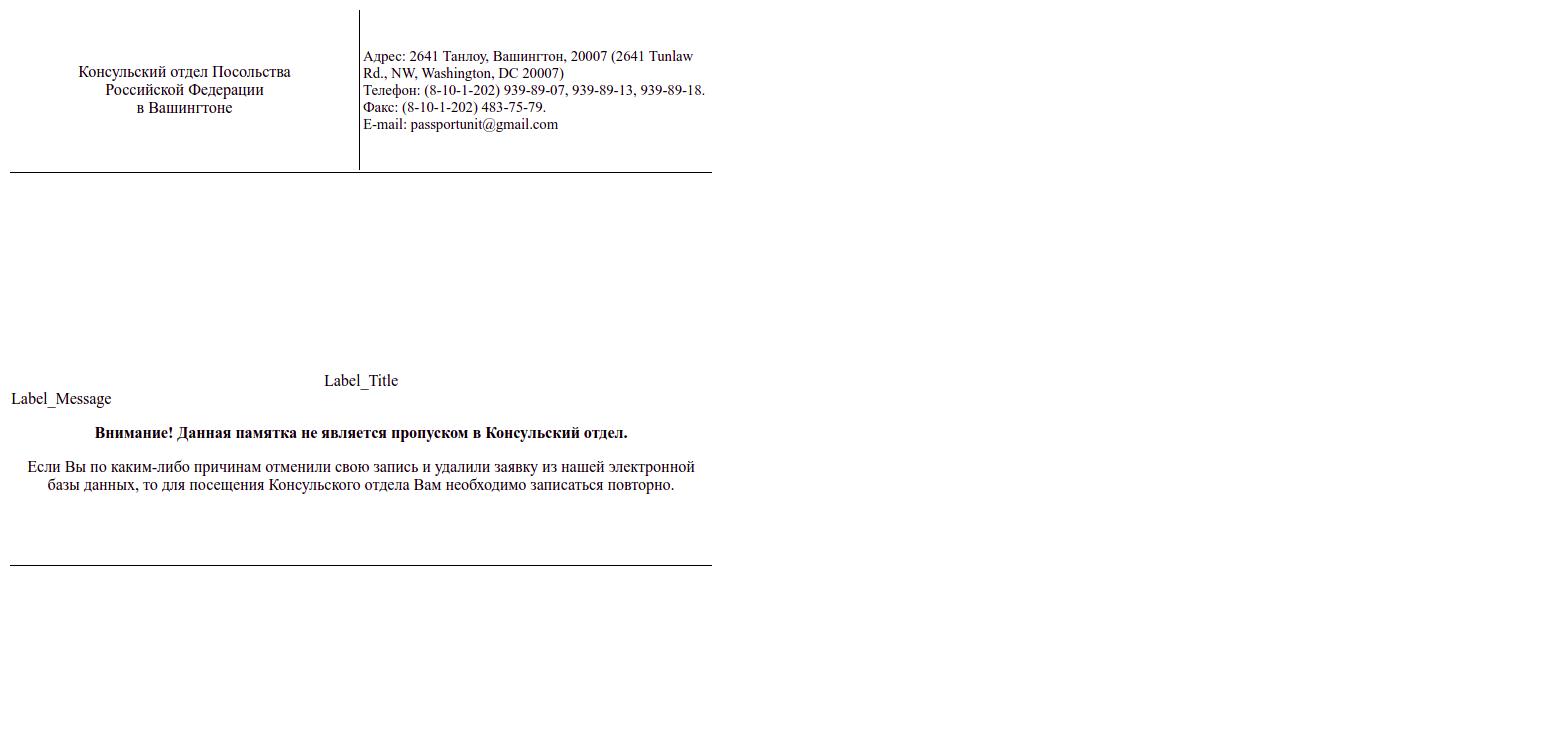 Консульский отдел Посольства
Российской Федерации
в Вашингтоне
Адрес: 2641 Танлоу, Вашингтон, 20007 (2641 Tunlaw
Rd., NW, Washington, DC 20007)
Телефон: (8-10-1-202) 939-89-07, 939-89-13, 939-89-18.
Факс: (8-10-1-202) 483-75-79.
E-mail: passportunit@gmail.com
Label_Title
Label_Message
Внимание! Данная памятка не является пропуском в Консульский отдел.
Если Вы по каким-либо причинам отменили свою запись и удалили заявку из нашей электронной
базы данных, то для посещения Консульского отдела Вам необходимо записаться повторно.